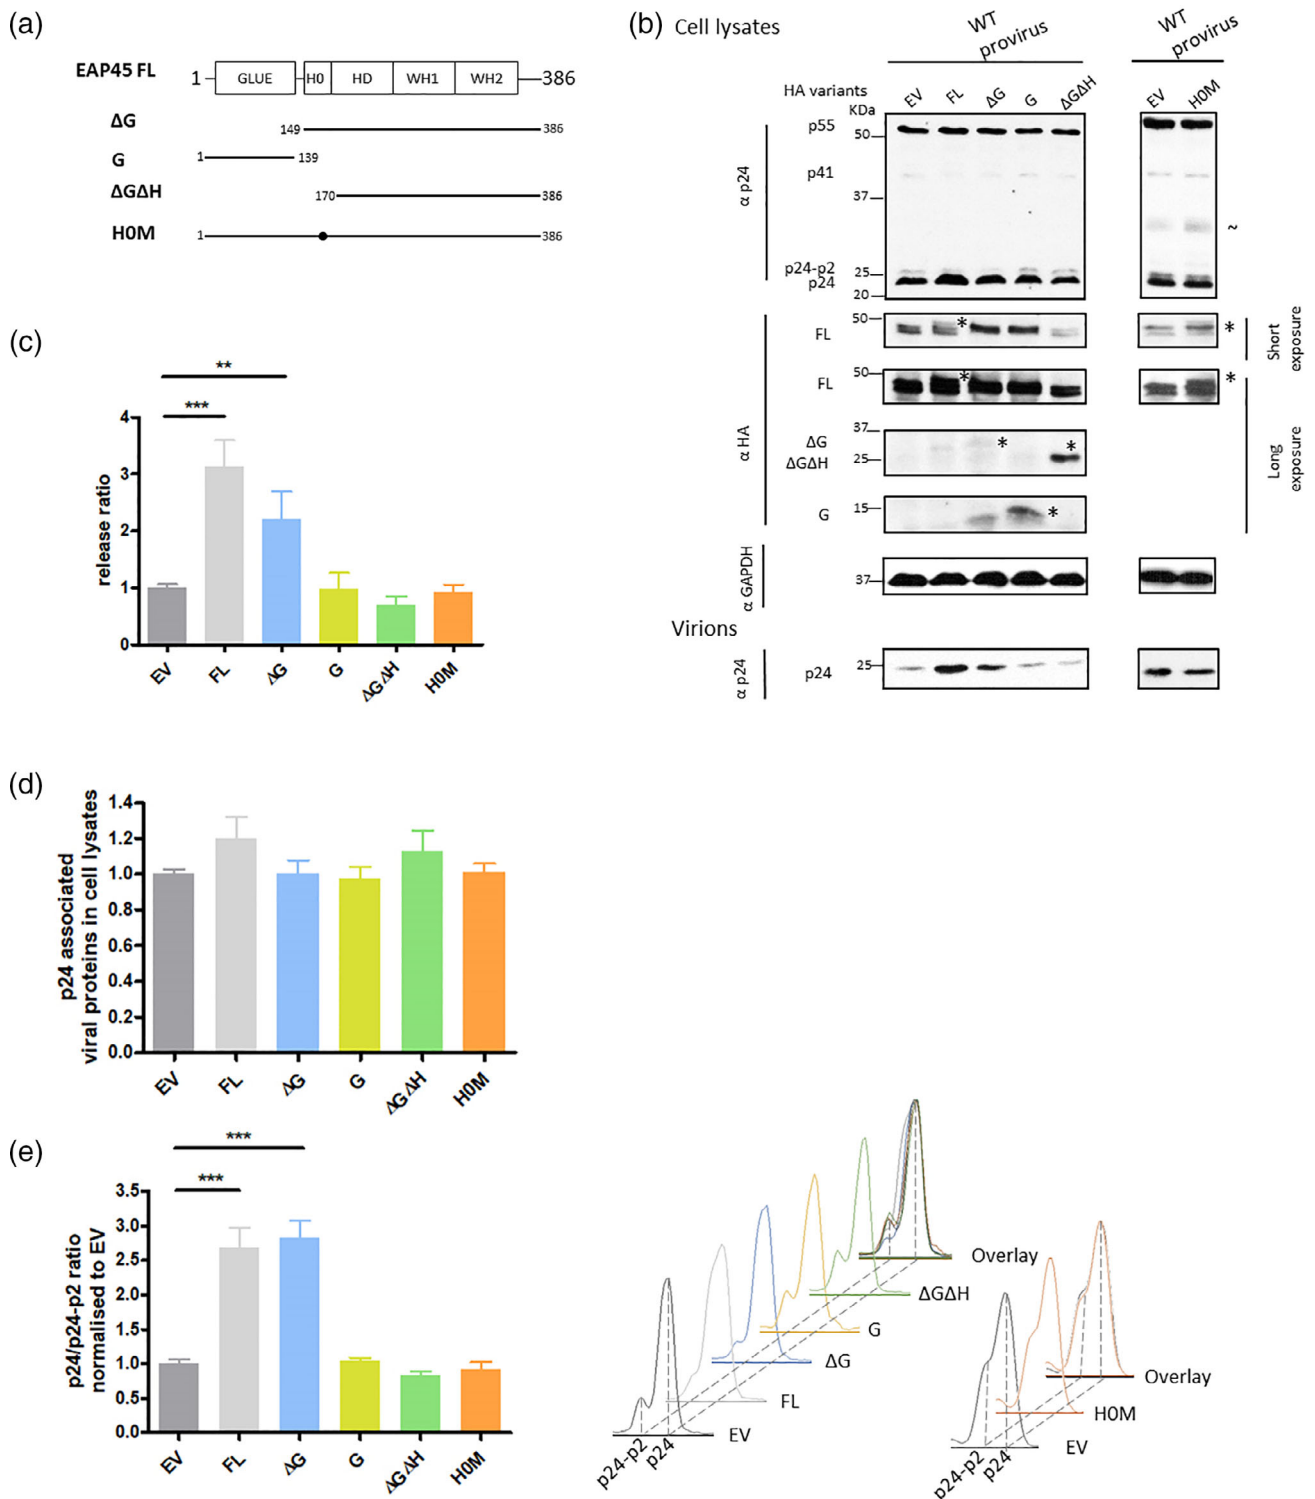 (a)
EAP45 FL
1 GLUE H0 HD WH1 WH2 386
ΔG 149 386
G 1 139
ΔGΔH 170 386
H0M 1 386
(b) Cell lysates
WT provirus
WT provirus
HA variants EV FL ΔG G ΔGΔH EV H0M
KDa
α p24
p55 50
p41
37
~
p24-p2 25
p24
20
α HA
FL 50 * *
Short exposure
FL 50 * *
37
ΔG * *
ΔGΔH 25
Long exposure
G 15 *
α GAPDH
37
Virions
α p24
p24 25
(c)
**
***
release ratio
4
3
2
1
0
EV FL ΔG G ΔGΔH H0M
(d)
p24 associated
viral proteins in cell lysates
1.4
1.2
1.0
0.8
0.6
0.4
0.2
0.0
EV FL ΔG G ΔGΔH H0M
(e)
***
***
p24/p24-p2 ratio
normalised to EV
3.5
3.0
2.5
2.0
1.5
1.0
0.5
0.0
EV FL ΔG G ΔGΔH H0M
Overlay
ΔGΔH
G
ΔG
FL
EV
p24-p2 p24
Overlay
H0M
EV
p24-p2 p24